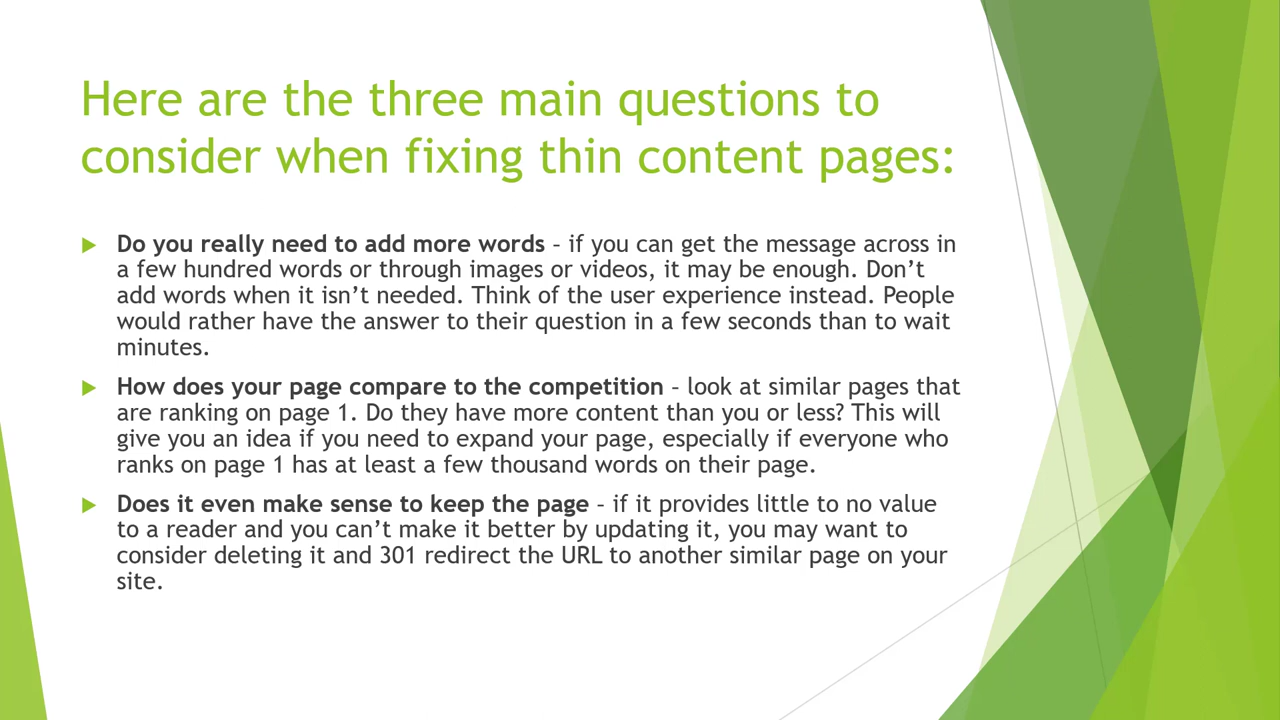 Here are the three main questions to
consider when fixing thin content pages:
Do you really need to add more words – if you can get the message across in
a few hundred words or through images or videos, it may be enough. Don’t
add words when it isn’t needed. Think of the user experience instead. People
would rather have the answer to their question in a few seconds than to wait
minutes.
How does your page compare to the competition – look at similar pages that
are ranking on page 1. Do they have more content than you or less? This will
give you an idea if you need to expand your page, especially if everyone who
ranks on page 1 has at least a few thousand words on their page.
Does it even make sense to keep the page – if it provides little to no value
to a reader and you can’t make it better by updating it, you may want to
consider deleting it and 301 redirect the URL to another similar page on your
site.